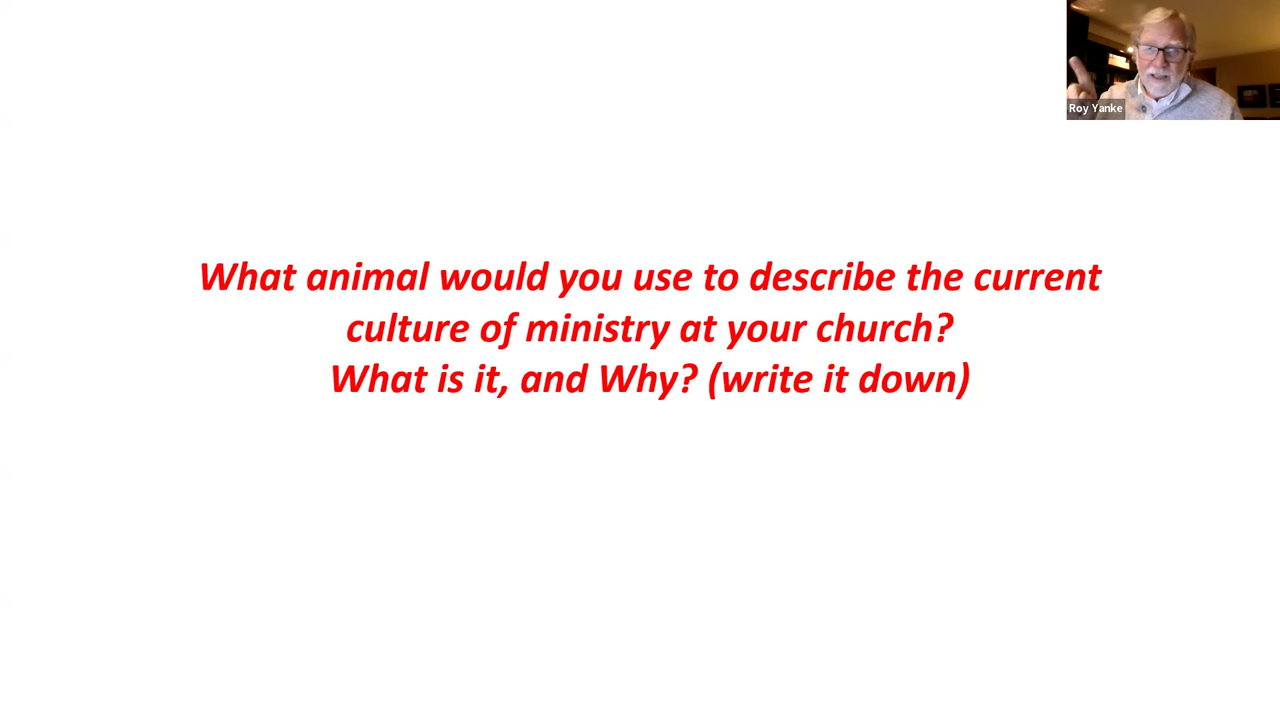 Roy Yanke
What animal would you use to describe the current
culture of ministry at your church?
What is it, and Why? (write it down)